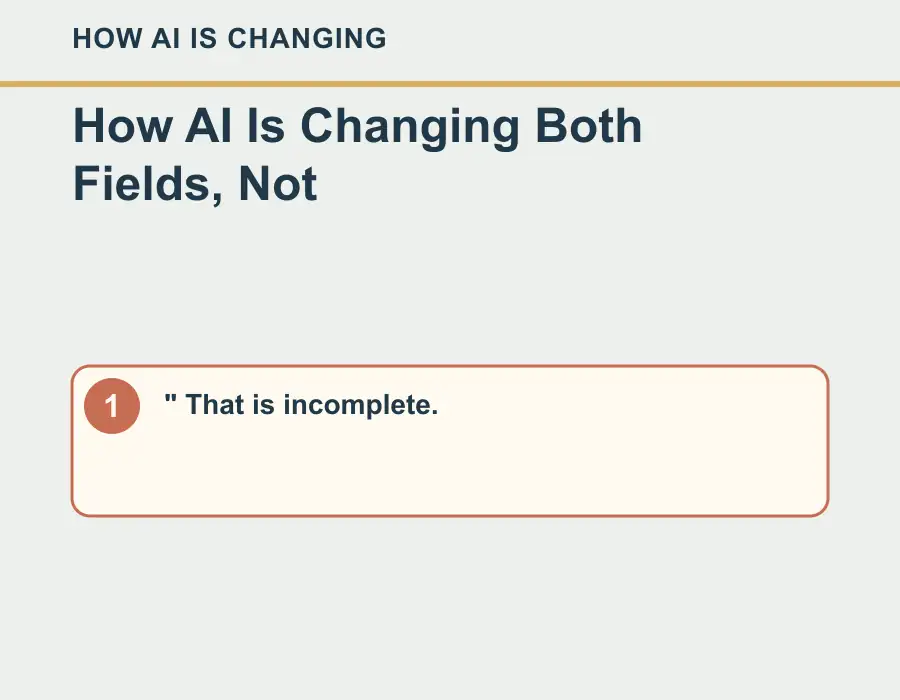 HOW AI IS CHANGING
How AI Is Changing Both
Fields, Not
1
" That is incomplete.